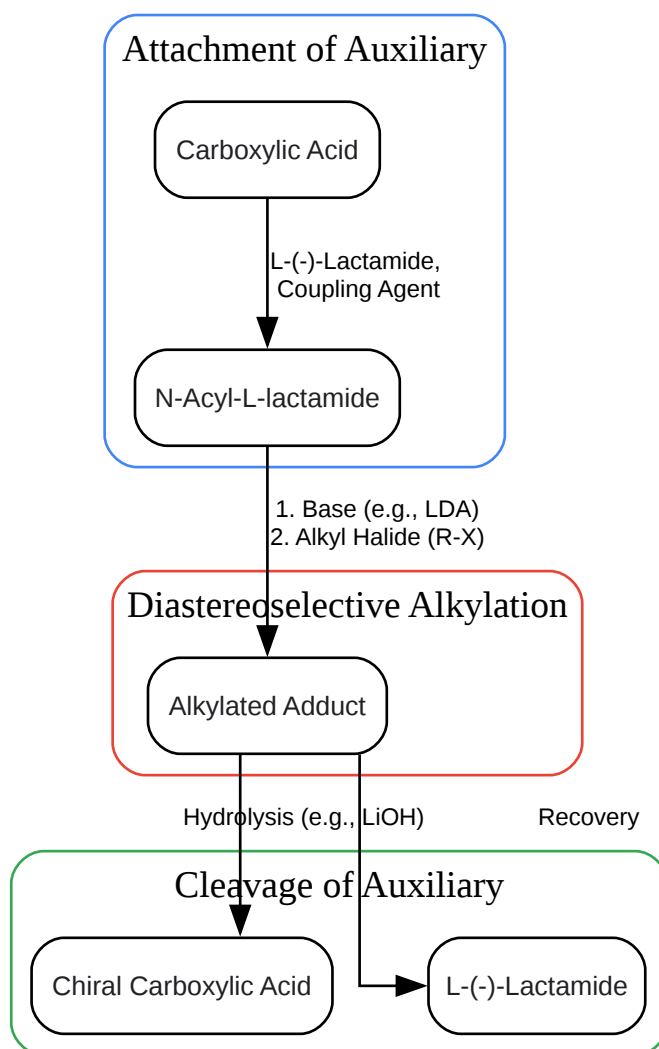 Attachment of Auxiliary
Carboxylic Acid
L-(-)-Lactamide,
Coupling Agent
N-Acyl-L-lactamide
1. Base (e.g., LDA)
2. Alkyl Halide (R-X)
Diastereoselective Alkylation
Alkylated Adduct
Hydrolysis (e.g., LiOH)
Recovery
Cleavage of Auxiliary
Chiral Carboxylic Acid
L-(-)-Lactamide